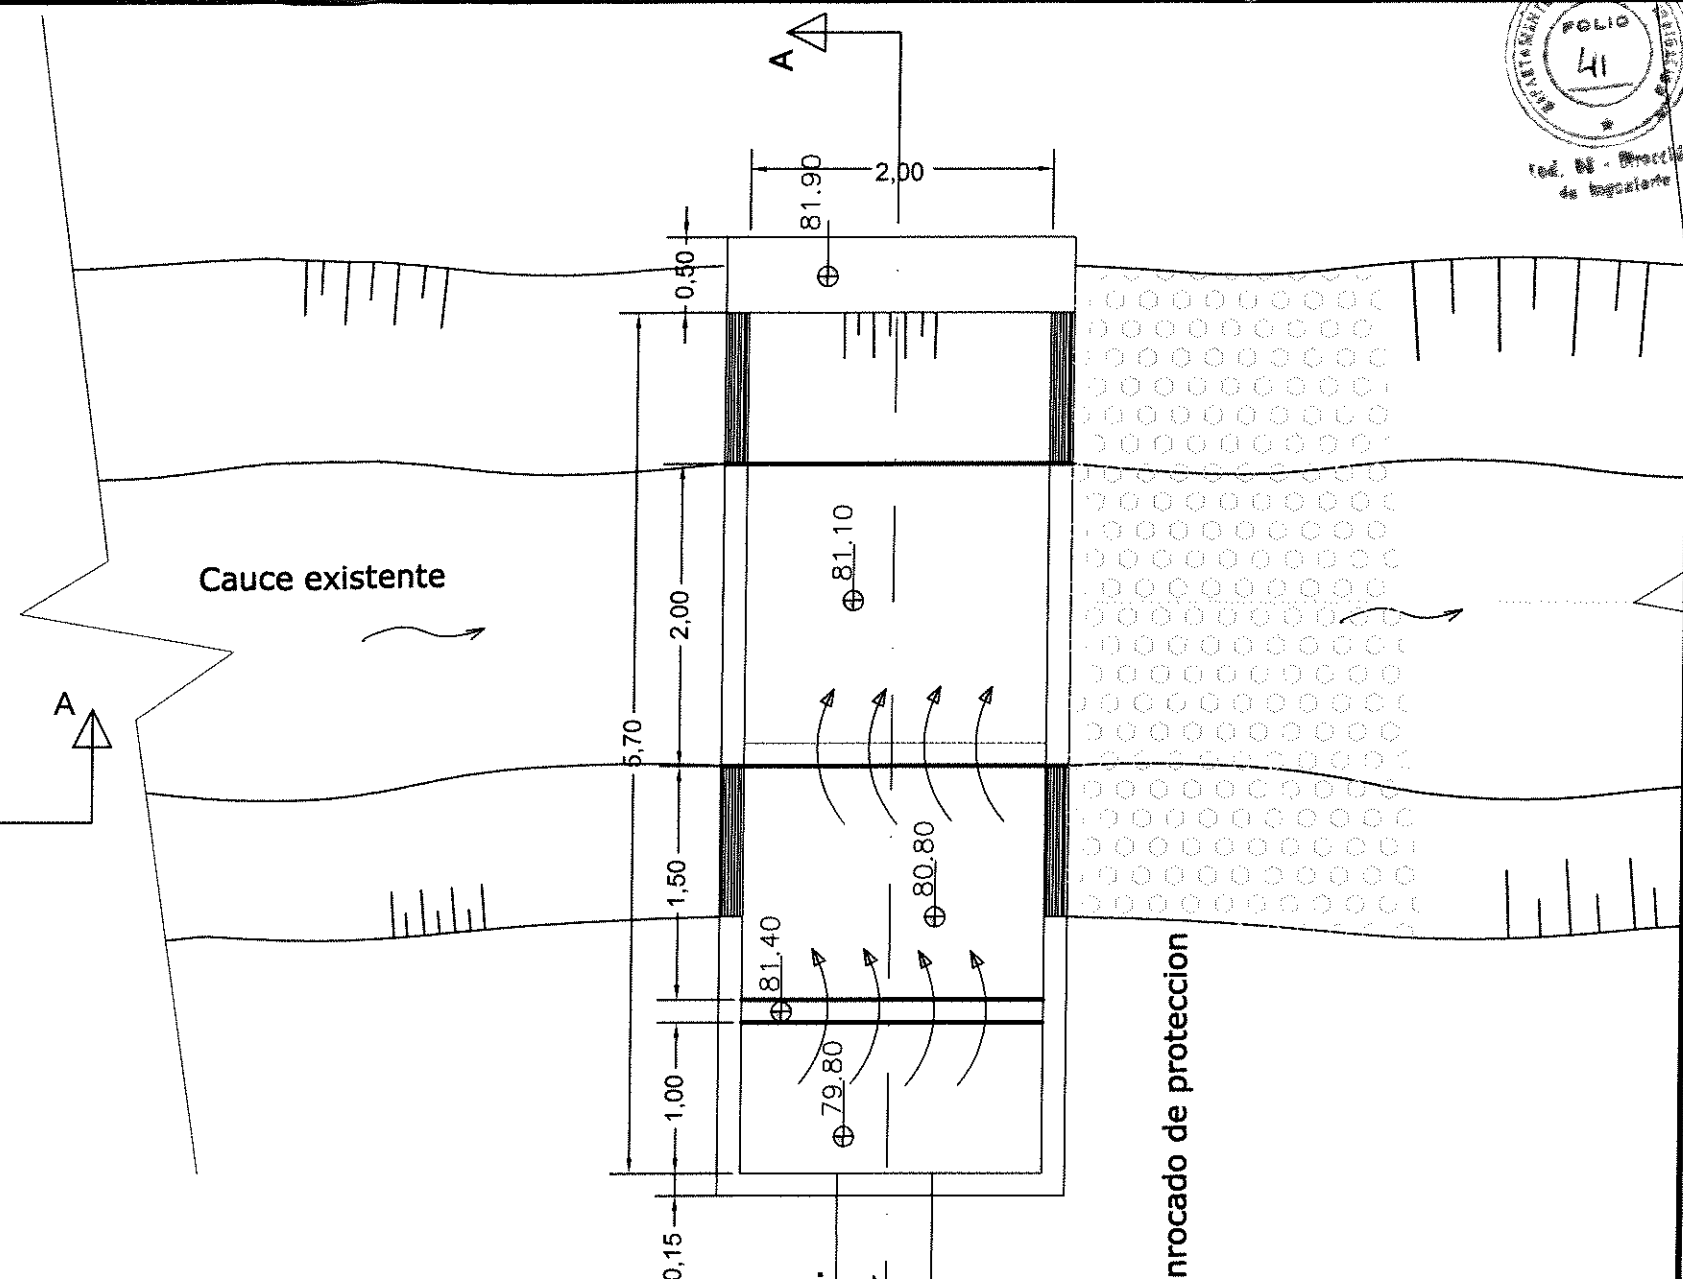 A
FOLIO
41
2,00
81.90
0,50
81.10
Cauce existente
2,00
A
5,70
1,50
80.80
81.40
79.80
1,00
0,15
nrocado de proteccion